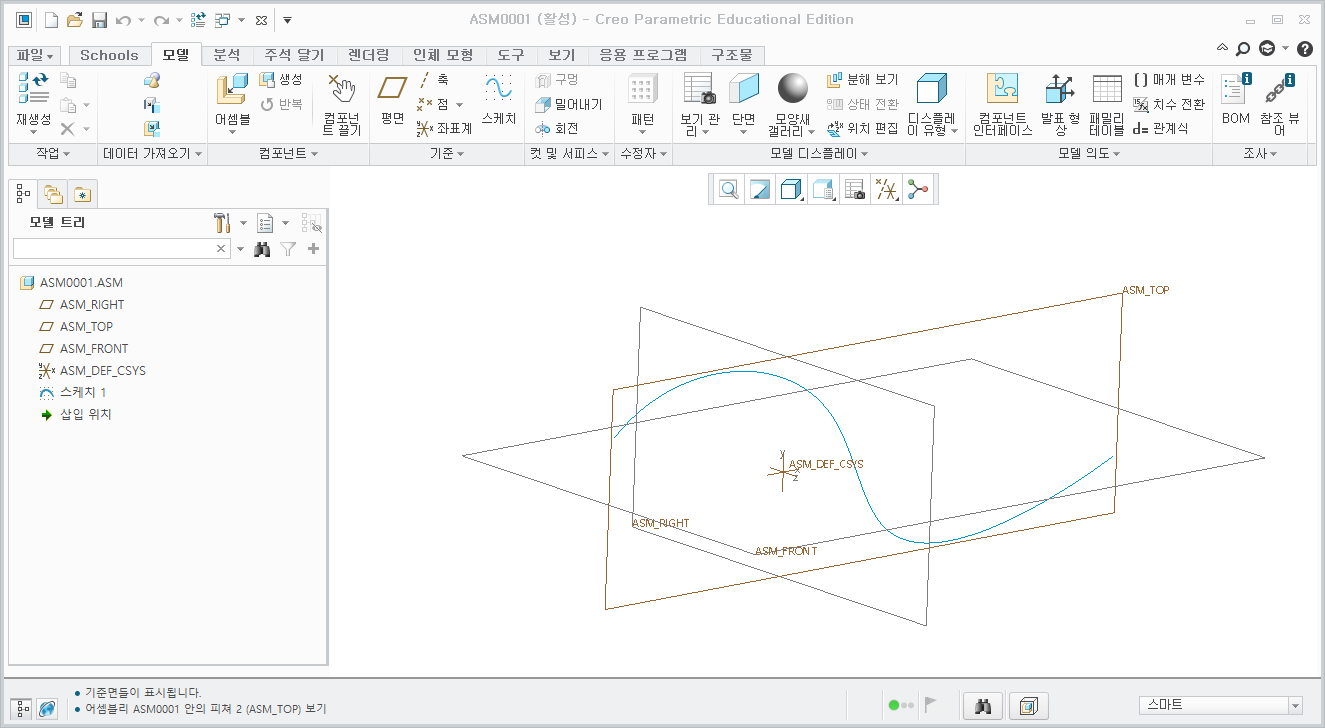 ASM0001 (활성) - Creo Parametric Educational Edition
파일 Schools 모델 분석 주석 달기 렌더링 인체 모형 도구 보기 응용 프로그램 구조물
재생성
어셈블
생성
반복
컴포넌
트 끌기
평면
축
점
좌표계
스케치
구멍
밀어내기
회전
패턴
보기 관
리
단면
모양새
갤러리
분해 보기
상태 전환
위치 편집
디스플레
이 유형
컴포넌트
인터페이스
발표 형
상
패밀리
테이블
매개 변수
치수 전환
d= 관계식
BOM
참조 뷰
어
작업 데이터 가져오기 컴포넌트 기준 컷 및 서피스 수정자 모델 디스플레이 모델 의도 조사
모델 트리
ASM0001.ASM
ASM_RIGHT
ASM_TOP
ASM_FRONT
ASM_DEF_CSYS
스케치 1
삽입 위치
ASM_TOP
y
ASM_DEF_CSYS
x
z
ASM_RIGHT
ASM_FRONT
기준면들이 표시됩니다.
어셈블리 ASM0001 안의 피쳐 2 (ASM_TOP) 보기
스마트